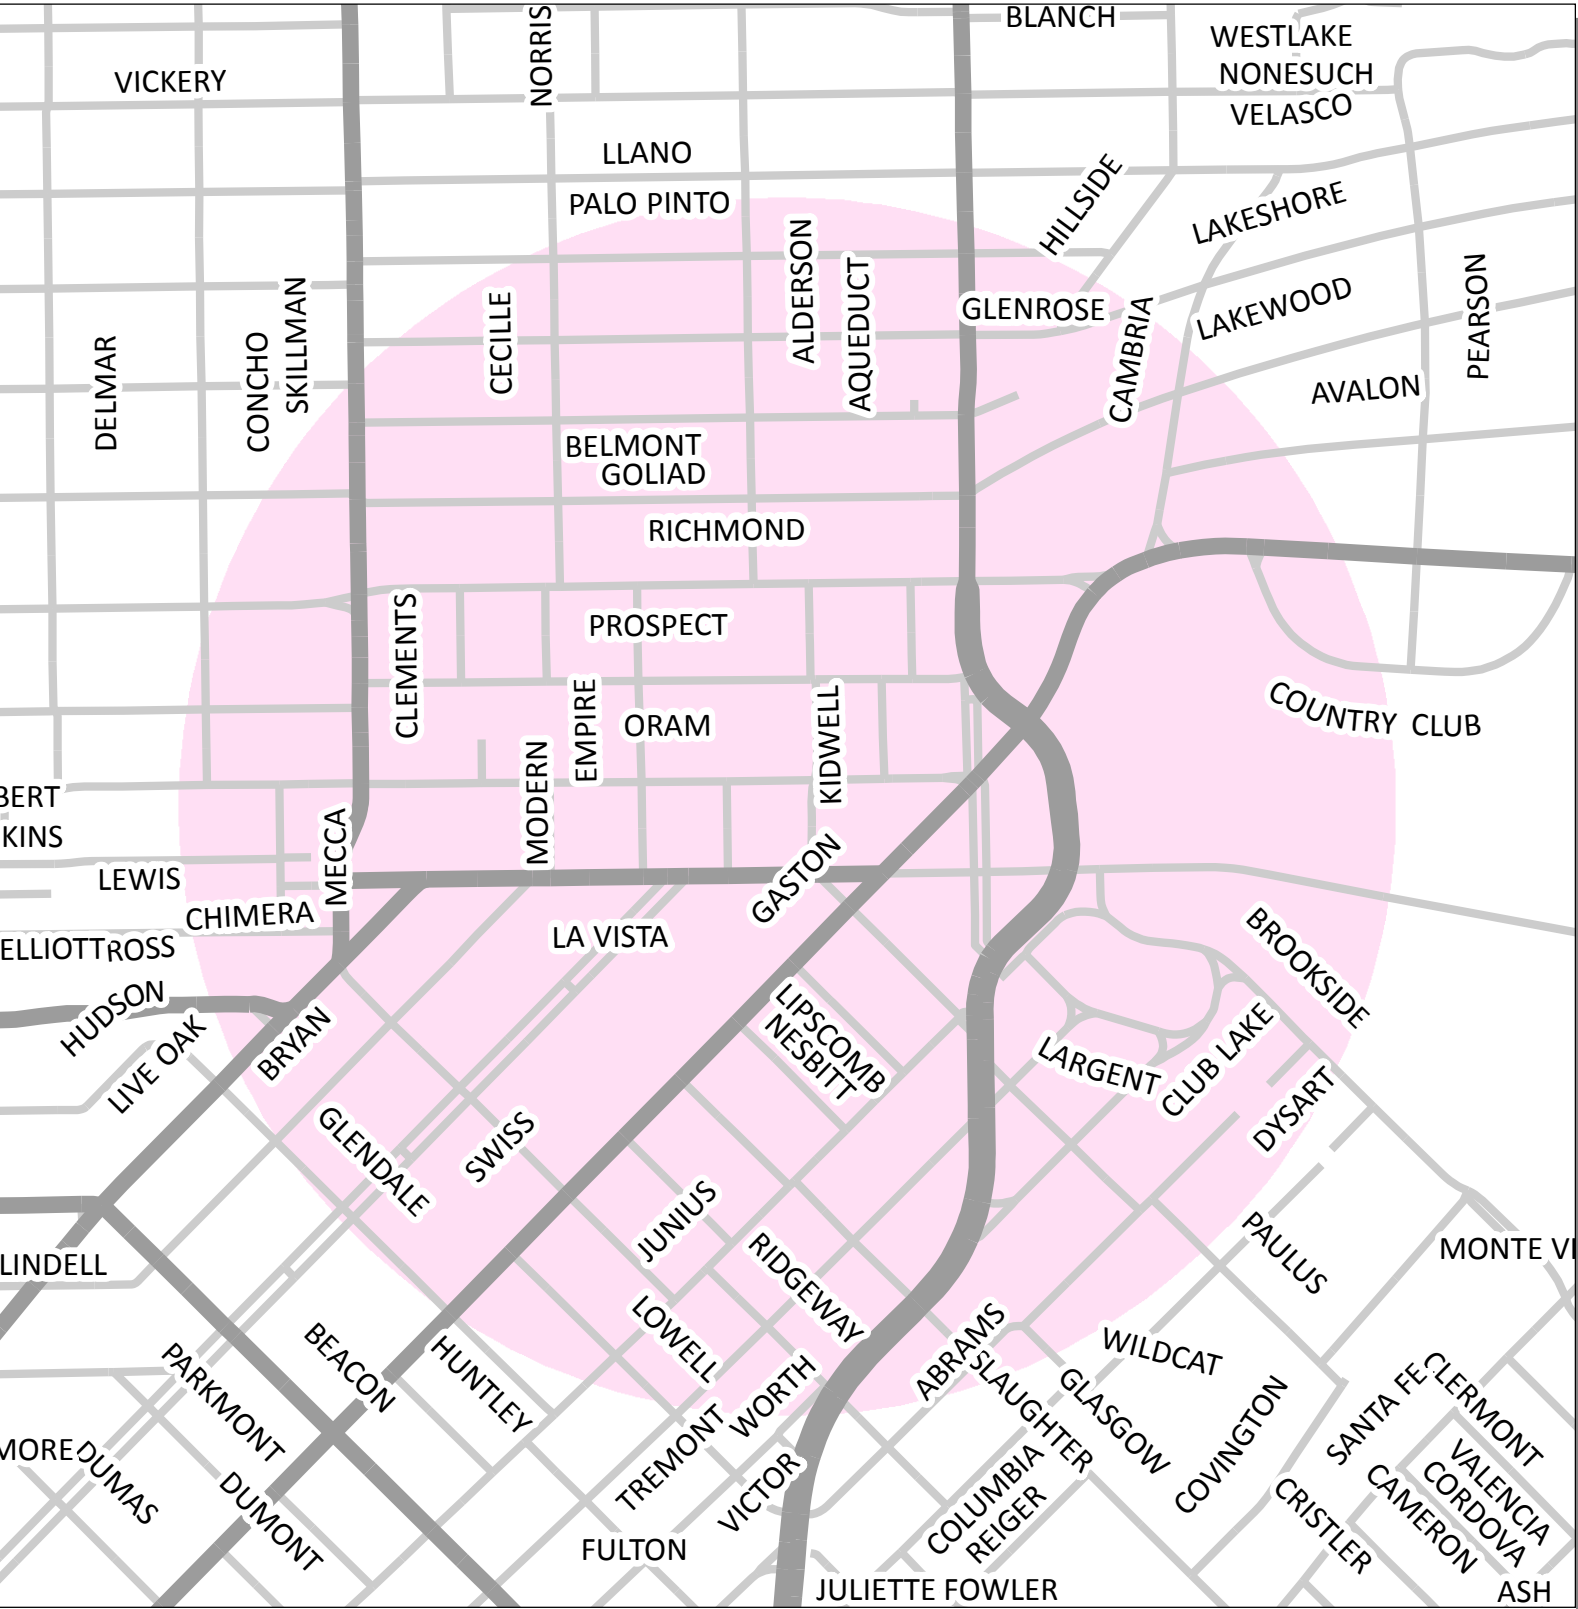 BLANCH
NORRIS
WESTLAKE
NONESUCH
VICKERY
VELASCO
LLANO
HILLSIDE
PALO PINTO
LAKESHORE
ALDERSON
AQUEDUCT
GLENROSE
LAKEWOOD
PEARSON
SKILLMAN
CECILLE
CAMBRIA
DELMAR
CONCHO
AVALON
BELMONT
GOLIAD
RICHMOND
CLEMENTS
PROSPECT
EMPIRE
ORAM
KIDWELL
COUNTRY CLUB
MODERN
BERT
KINS
MECCA
LEWIS
GASTON
CHIMERA
LA VISTA
ELLIOTT
ROSS
BROOKSIDE
HUDSON
LIPSCOMB
NESBITT
BRYAN
LIVE OAK
LARGENT
CLUB LAKE
DYSART
GLENDALE
SWISS
JUNIUS
RIDGEWAY
PAULUS
LINDELL
MONTE VI
LOWELL
BEACON
HUNTLEY
PARKMONT
ABRAMS
WILDCAT
WORTH
SLAUGHTER
GLASGOW
SANTA FE
CLERMONT
COVINGTON
TREMONT
MORE
DUMAS
VICTOR
COLUMBIA
REIGER
VALENCIA
CORDOVA
CAMERON
CRISTLER
DUMONT
FULTON
JULIETTE FOWLER
ASH